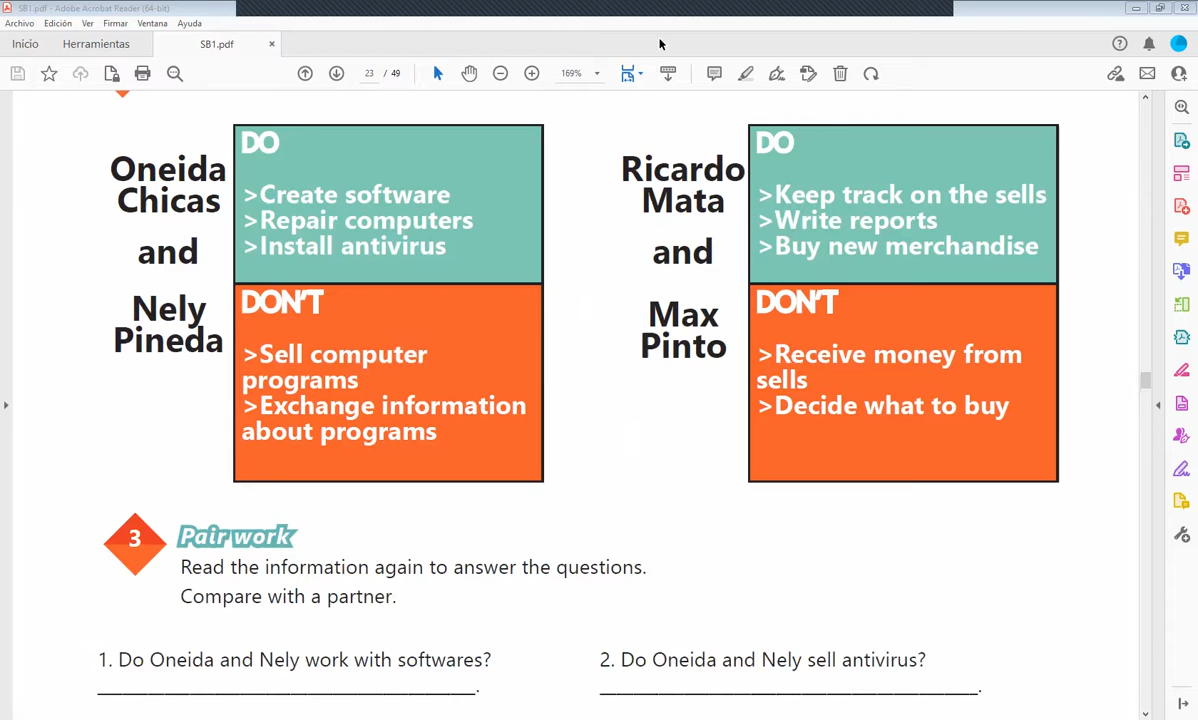 SB1.pdf - Adobe Acrobat Reader (64-bit)
Archivo Edición Ver Firmar Ventana Ayuda
Inicio Herramientas SB1.pdf ×
23 / 49 169%
Oneida
Chicas
and
Nely
Pineda
DO
>Create software
>Repair computers
>Install antivirus
DON'T
>Sell computer
programs
>Exchange information
about programs
Ricardo
Mata
and
Max
Pinto
DO
>Keep track on the sells
>Write reports
>Buy new merchandise
DON'T
>Receive money from
sells
>Decide what to buy
3 Pair work
Read the information again to answer the questions.
Compare with a partner.
1. Do Oneida and Nely work with softwares?
2. Do Oneida and Nely sell antivirus?